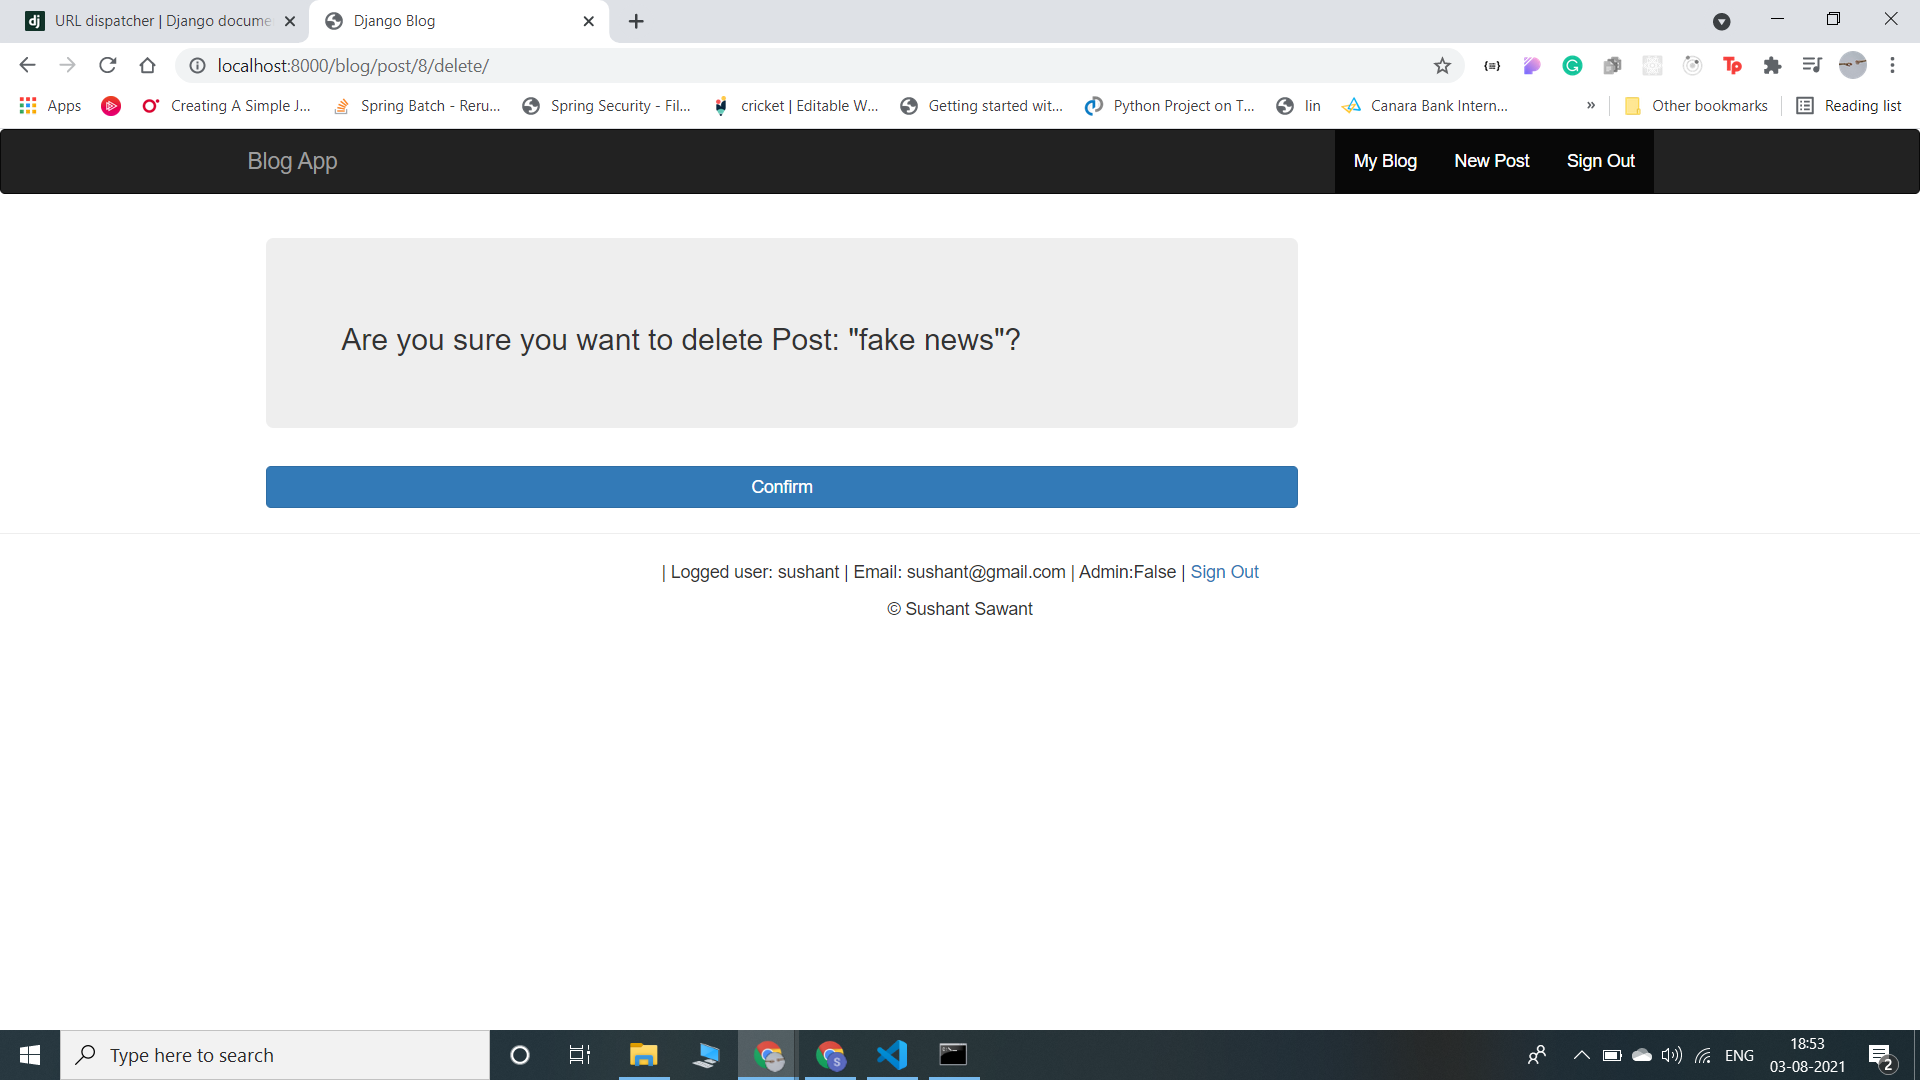 URL dispatcher | Django docume
Django Blog
localhost:8000/blog/post/8/delete/
Apps
Creating A Simple J...
Spring Batch - Reru...
Spring Security - Fil...
cricket | Editable W...
Getting started wit...
Python Project on T...
lin
Canara Bank Intern...
»
Other bookmarks
Reading list
Blog App
My Blog
New Post
Sign Out
Are you sure you want to delete Post: "fake news"?
Confirm
| Logged user: sushant | Email: sushant@gmail.com | Admin:False | Sign Out
© Sushant Sawant
Type here to search
ENG
18:53
03-08-2021
2